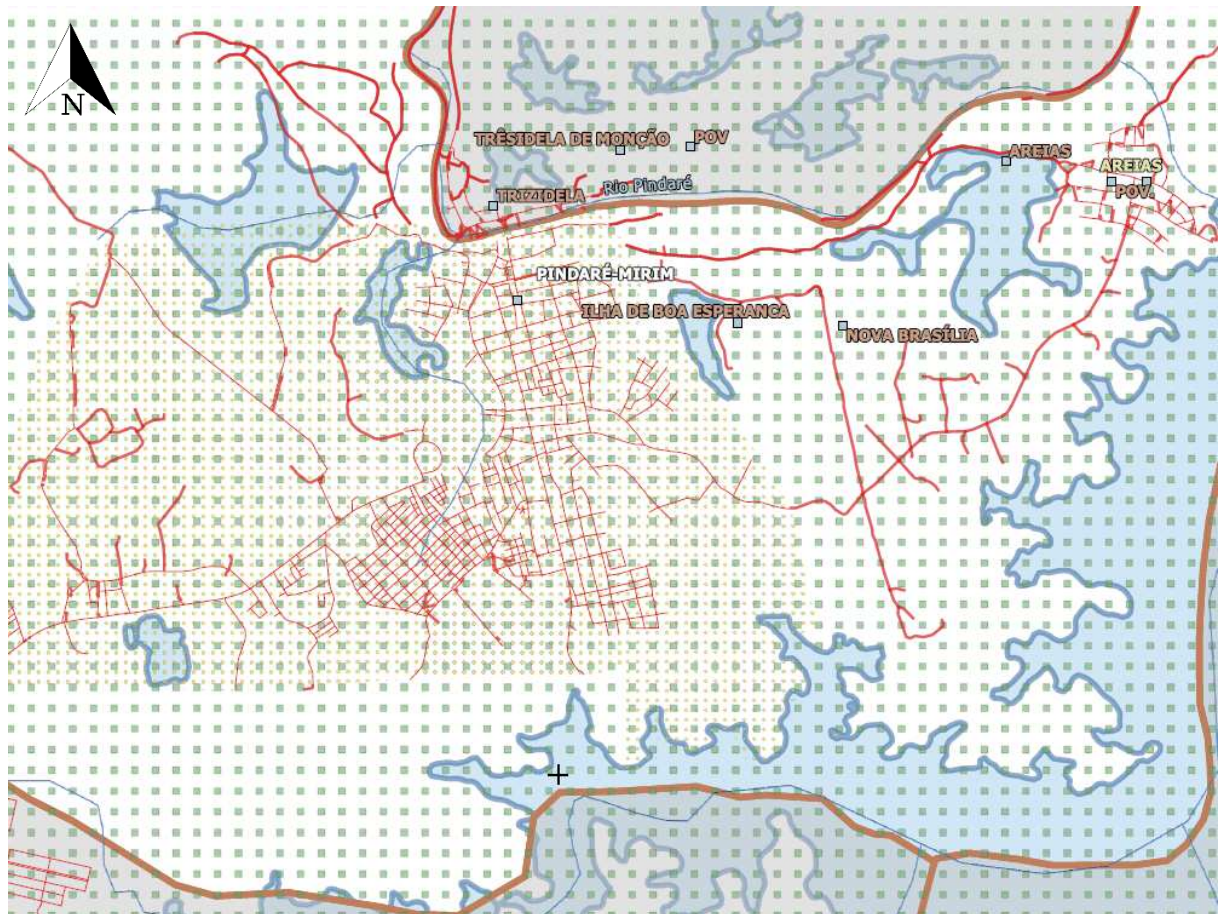 N
TRÊSIDELA DE MONÇÃO
POV
AREIAS
AREIAS
POV.
Rio Pindaré
TRIZIDELA
PINDARÉ-MIRIM
ILHA DE BOA ESPERANCA
NOVA BRASÍLIA